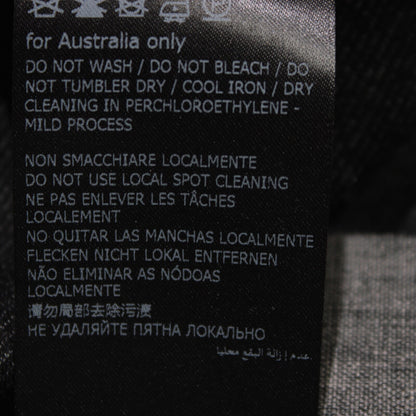 for Australia only
DO NOT WASH / DO NOT BLEACH / DO
NOT TUMBLER DRY / COOL IRON / DRY
CLEANING IN PERCHLOROETHYLENE -
MILD PROCESS
NON SMACCHIARE LOCALMENTE
DO NOT USE LOCAL SPOT CLEANING
NE PAS ENLEVER LES TÂCHES
LOCALEMENT
NO QUITAR LAS MANCHAS LOCALMENTE
FLECKEN NICHT LOKAL ENTFERNEN
NÃO ELIMINAR AS NÓDOAS
LOCALMENTE
请勿局部去除污渍
НЕ УДАЛЯЙТЕ ПЯТНА ЛОКАЛЬНО
عدم إزالة البقع محليا.